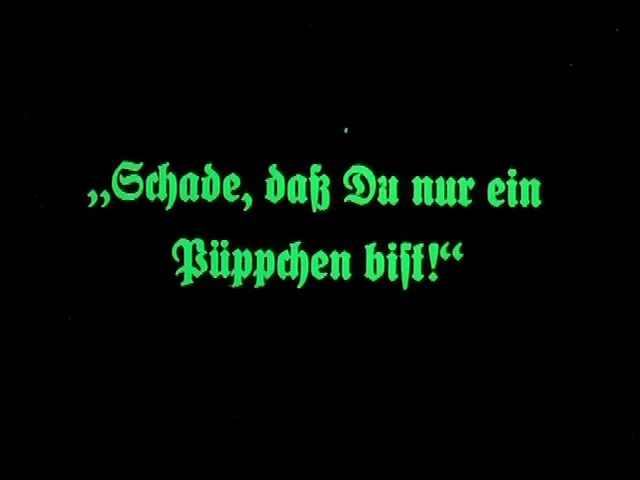 „Schade, daß Du nur ein
Püppchen bist!“